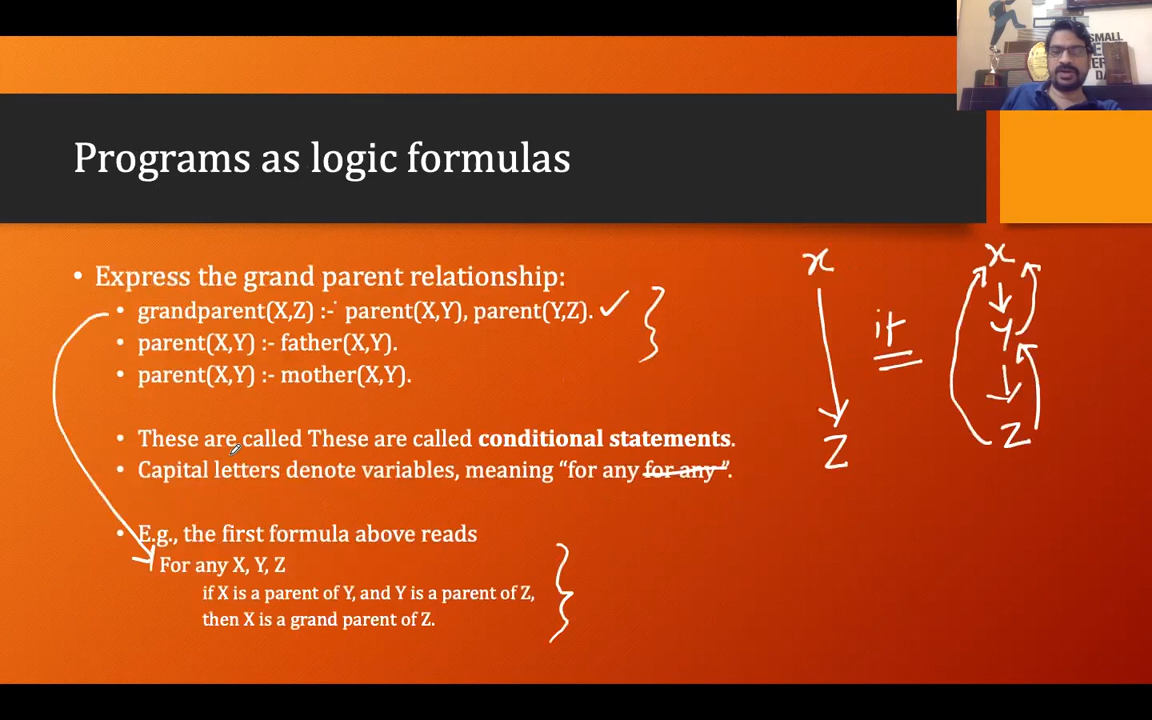 SMALL
DA
Programs as logic formulas
• Express the grand parent relationship:
• grandparent(X,Z) :- parent(X,Y), parent(Y,Z).
• parent(X,Y) :- father(X,Y).
• parent(X,Y) :- mother(X,Y).
• These are called These are called conditional statements.
• Capital letters denote variables, meaning “for any for any ”.
• E.g., the first formula above reads
For any X, Y, Z
if X is a parent of Y, and Y is a parent of Z,
then X is a grand parent of Z.
x
if
Z
x
Y
Z